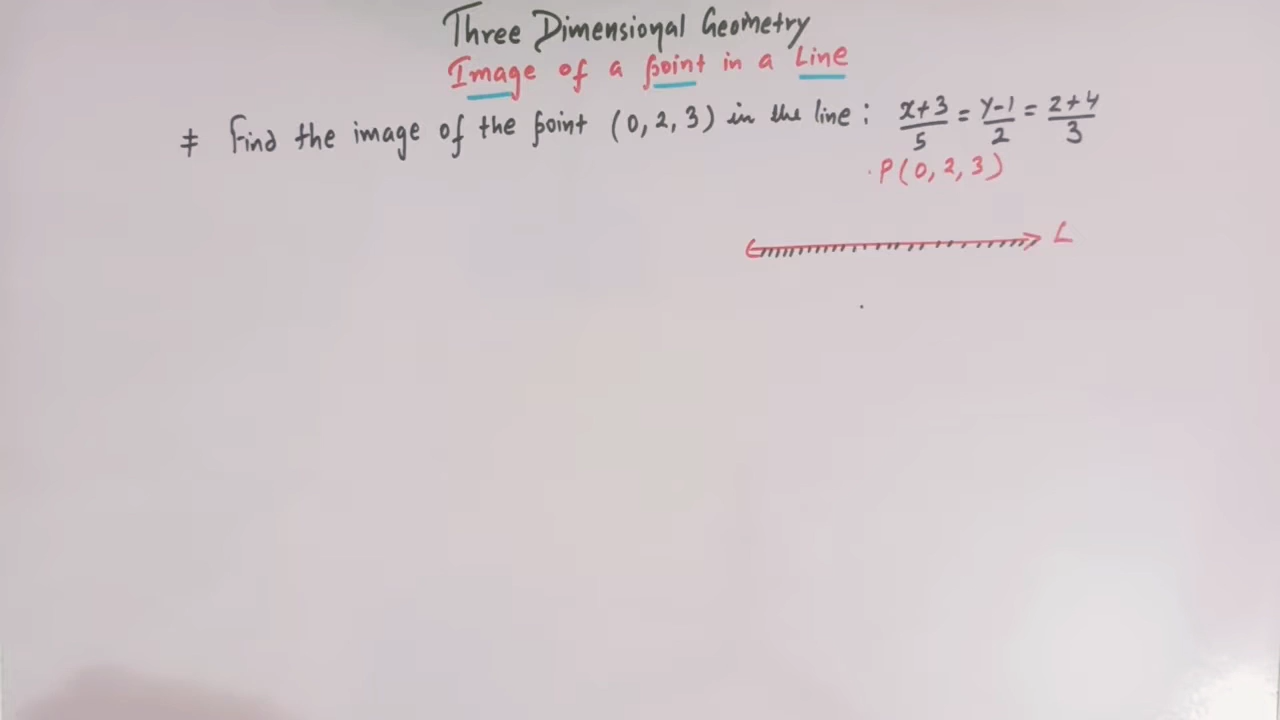 Three Dimensional Geometry
Image of a point in a Line
# Find the image of the point (0, 2, 3) in the line: x+3/5 = y-1/2 = z+4/3
P(0, 2, 3)
L